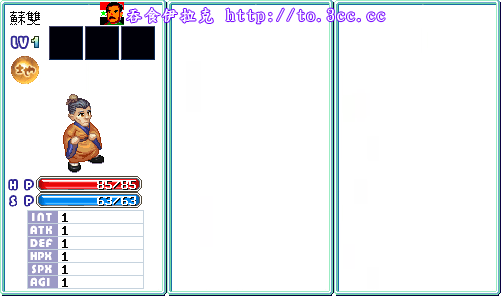 蘇雙
吞食伊拉克 http://to.3cc.cc
LV1
地
HP 85/85
SP 63/63
INT 1
ATK 1
DEF 1
HPX 1
SPX 1
AGI 1